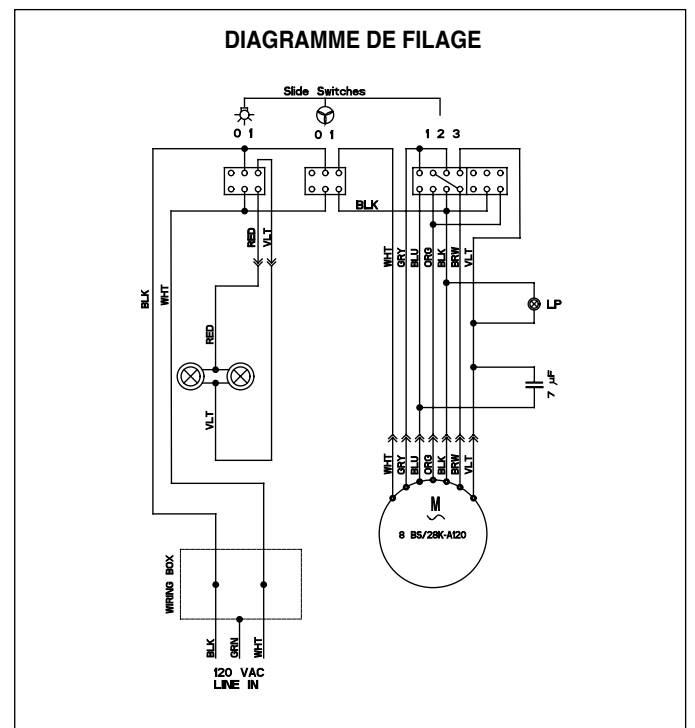 DIAGRAMME DE FILAGE
Slide Switches
0 1
0 1
1 2 3
BLK
RED
VLT
WHT
GRY
BLU
ORG
BLK
BRW
VLT
BLK
WHT
LP
RED
7 µF
VLT
WHT
GRY
BLU
ORG
BLK
BRW
VLT
M
8 BS/28K-A120
WIRING BOX
BLK
GRN
WHT
120 VAC
LINE IN